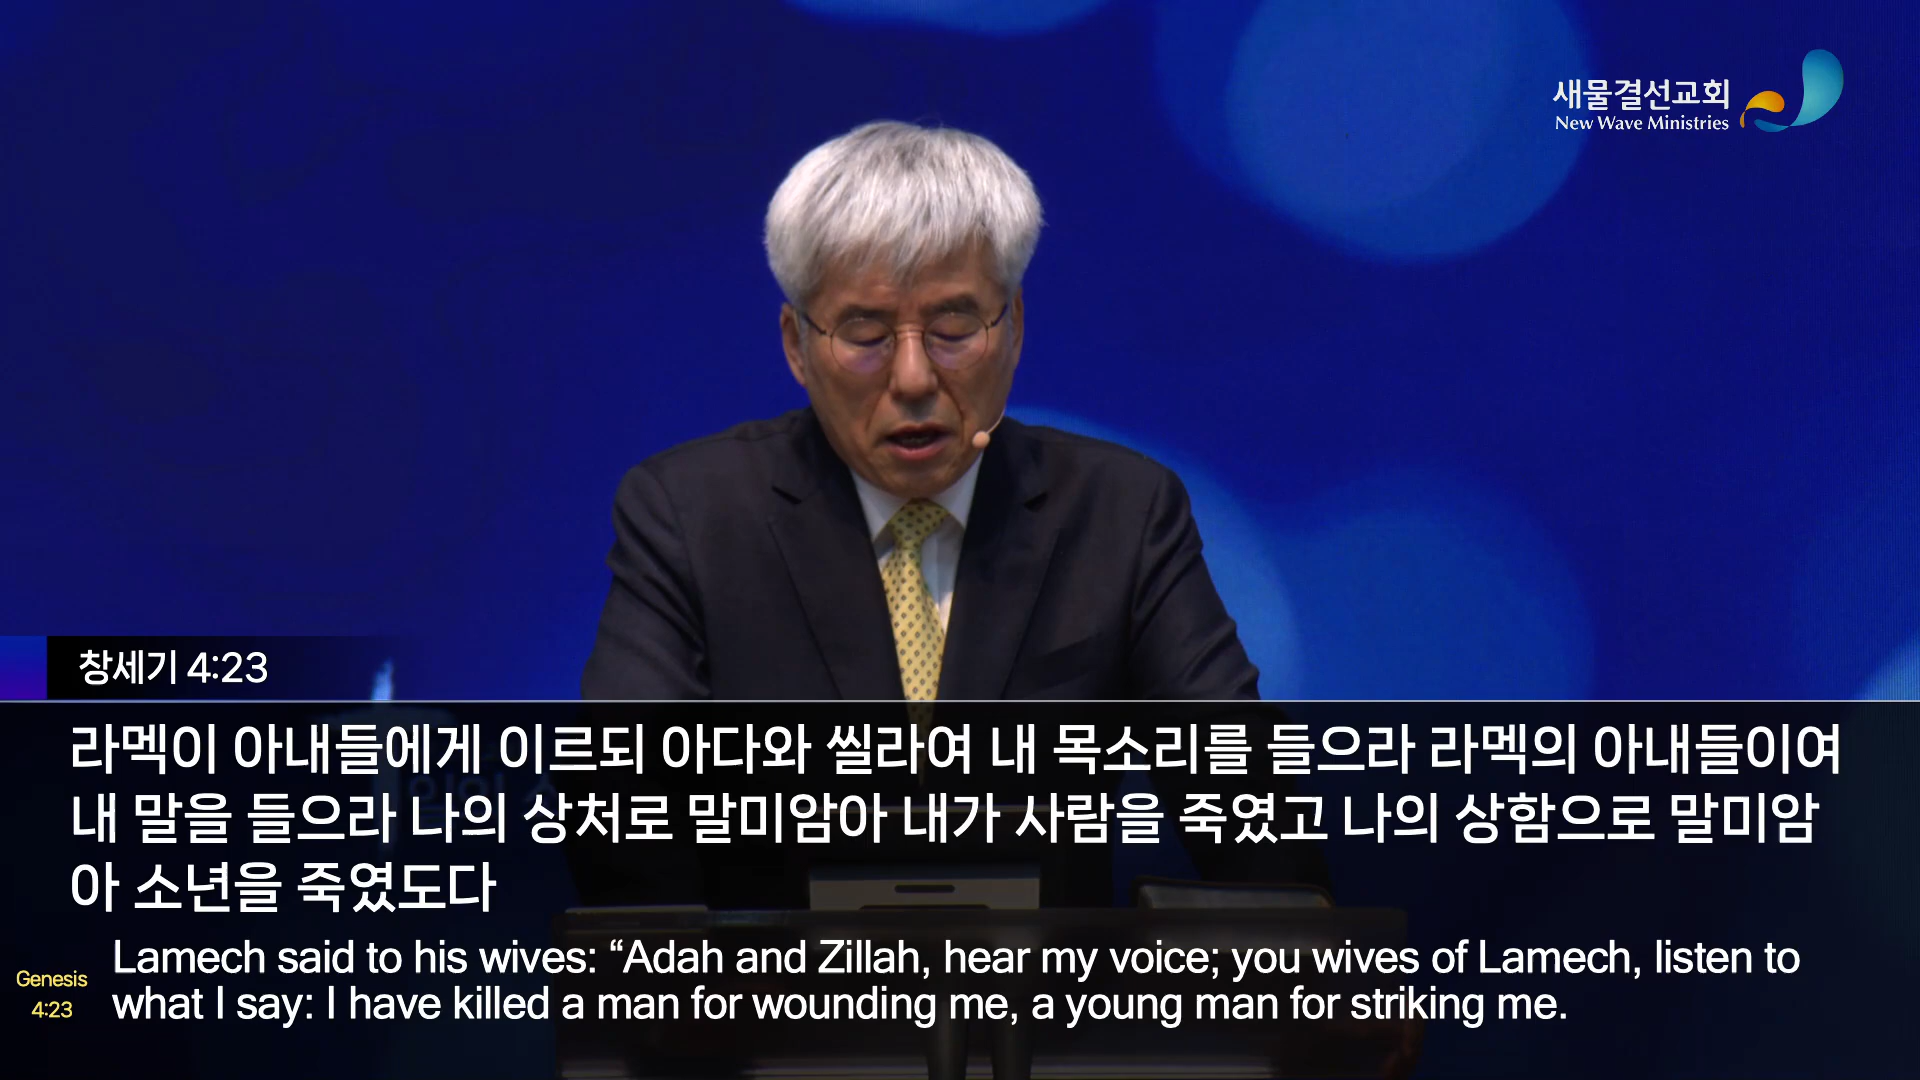 새물결선교회
New Wave Ministries
창세기 4:23
라멕이 아내들에게 이르되 아다와 씰라여 내 목소리를 들으라 라멕의 아내들이여
내 말을 들으라 나의 상처로 말미암아 내가 사람을 죽였고 나의 상함으로 말미암
아 소년을 죽였도다
Genesis
4:23
Lamech said to his wives: “Adah and Zillah, hear my voice; you wives of Lamech, listen to
what I say: I have killed a man for wounding me, a young man for striking me.